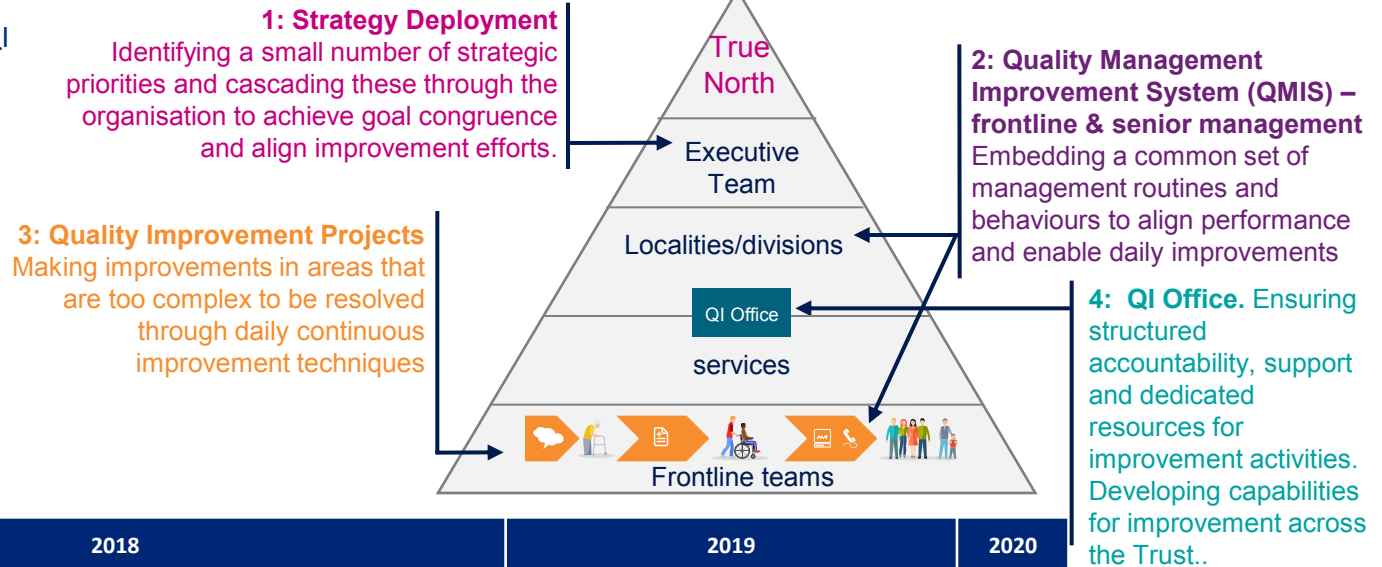 1: Strategy Deployment
Identifying a small number of strategic
priorities and cascading these through the
organisation to achieve goal congruence
and align improvement efforts.
True
North
2: Quality Management
Improvement System (QMIS) –
frontline & senior management
Embedding a common set of
management routines and
behaviours to align performance
and enable daily improvements
Executive
Team
3: Quality Improvement Projects
Making improvements in areas that
are too complex to be resolved
through daily continuous
improvement techniques
Localities/divisions
QI Office
services
4: QI Office. Ensuring
structured
accountability, support
and dedicated
resources for
improvement activities.
Developing capabilities
for improvement across
the Trust..
Frontline teams
2018
2019
2020